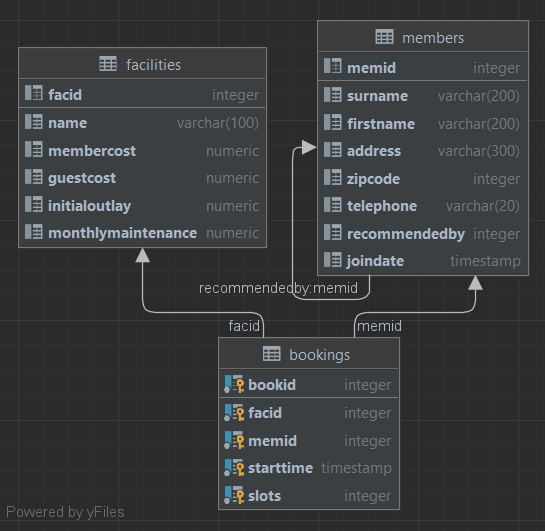 facilities
facid integer
name varchar(100)
membercost numeric
guestcost numeric
initialoutlay numeric
monthlymaintenance numeric
members
memid integer
surname varchar(200)
firstname varchar(200)
address varchar(300)
zipcode integer
telephone varchar(20)
recommendedby integer
joindate timestamp
recommendedby:memid
facid
memid
bookings
bookid integer
facid integer
memid integer
starttime timestamp
slots integer
Powered by yFiles